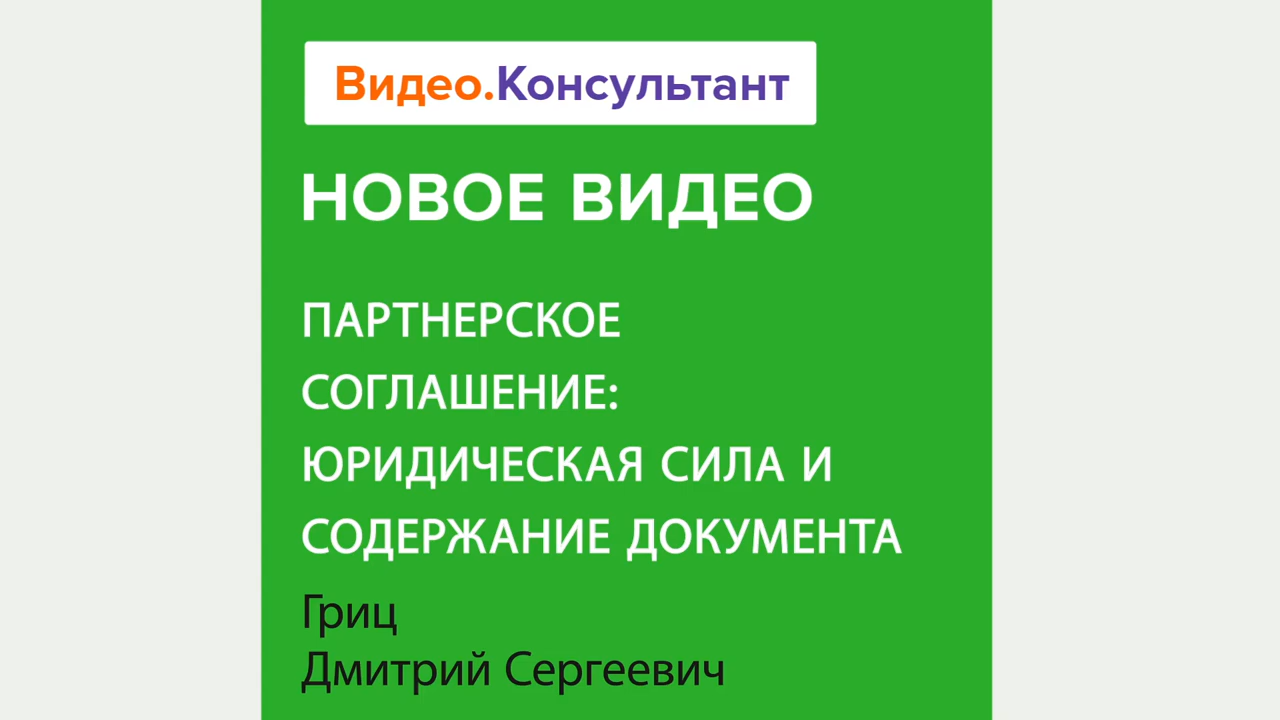 Видео.Консультант
НОВОЕ ВИДЕО
ПАРТНЕРСКОЕ
СОГЛАШЕНИЕ:
ЮРИДИЧЕСКАЯ СИЛА И
СОДЕРЖАНИЕ ДОКУМЕНТА
Гриц
Дмитрий Сергеевич